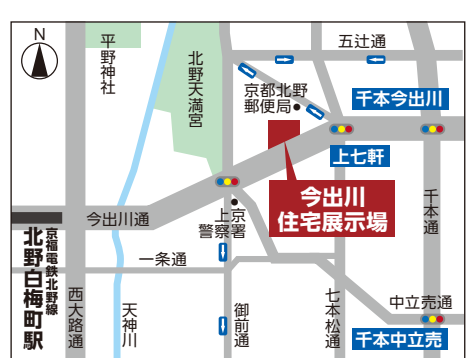 N
平野神社
北野天満宮
五辻通
京都北野
郵便局
千本今出川
上七軒
今出川
住宅展示場
千本通
今出川通
上京
警察署
京福電鉄北野線
北野白梅町駅
一条通
西大路通
天神川
御前通
七本松通
中立売通
千本中立売